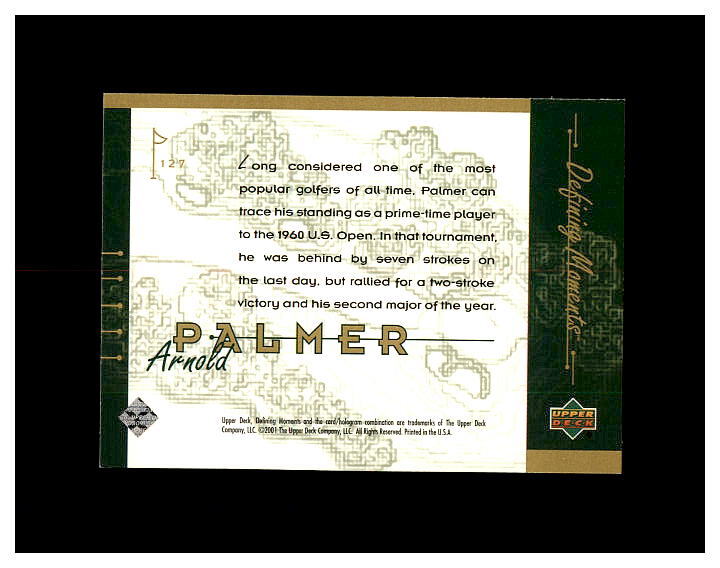 127
Long considered one of the most
popular golfers of all time, Palmer can
trace his standing as a prime-time player
to the 1960 U.S. Open. In that tournament,
he was behind by seven strokes on
the last day, but rallied for a two-stroke
victory and his second major of the year.
PALMER
Arnold
Upper Deck, Defining Moments and the card/hologram combination are trademarks of The Upper Deck
Company, LLC. ©2001 The Upper Deck Company, LLC. All Rights Reserved. Printed in the U.S.A.
Defining Moments
UPPER
DECK